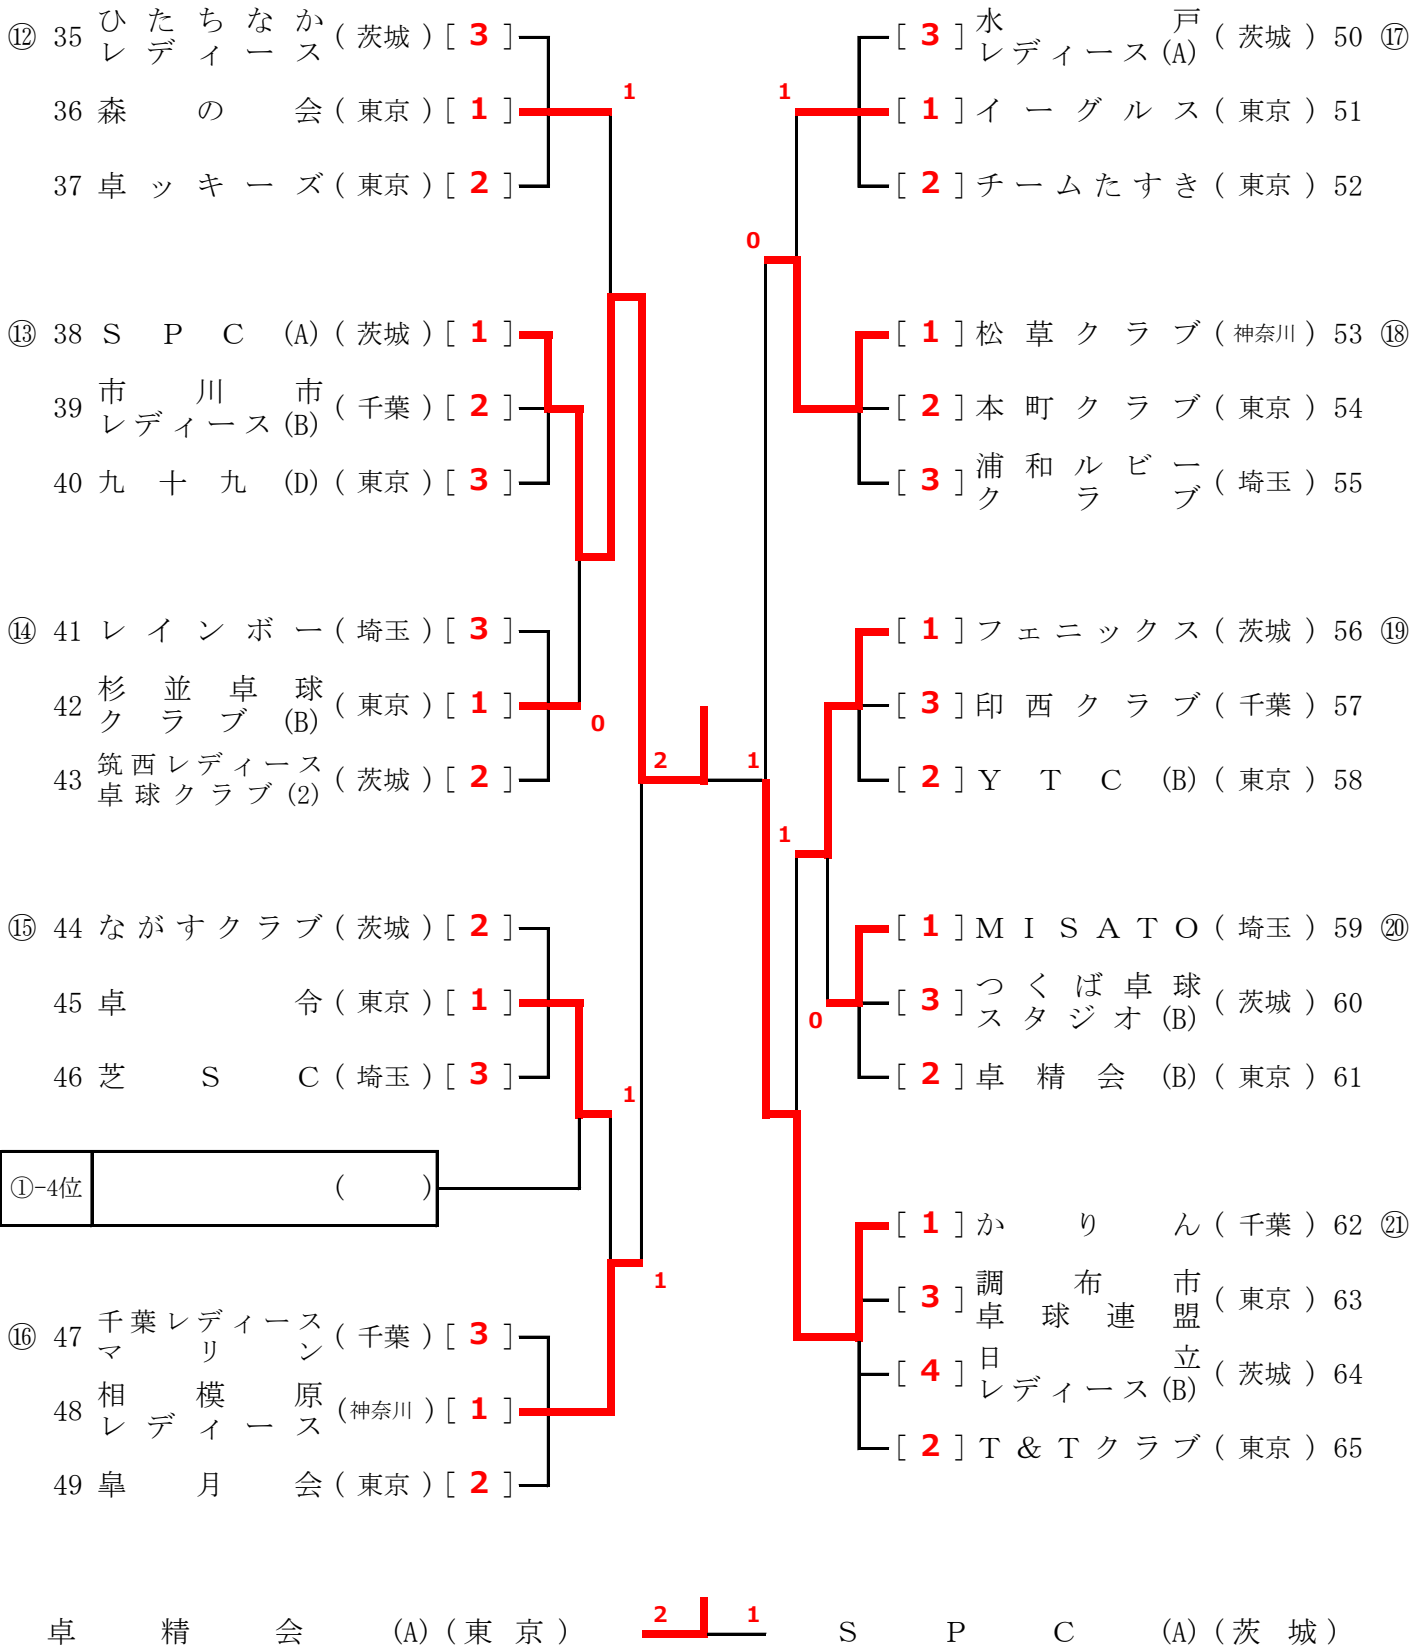 ⑫ 35 ひたちなかレディース (茨城) [3]
36 森の会 (東京) [1]
37 卓ッキーズ (東京) [2]
1
⑬ 38 SPC(A) (茨城) [1]
39 市川市レディース(B) (千葉) [2]
40 九十九(D) (東京) [3]
⑭ 41 レインボー (埼玉) [3]
42 杉並卓球クラブ(B) (東京) [1]
43 筑西レディース卓球クラブ(2) (茨城) [2]
0
2
⑮ 44 ながすクラブ (茨城) [2]
45 卓令 (東京) [1]
46 芝SC (埼玉) [3]
1
①-4位 ( )
1
⑯ 47 千葉レディースマリン (千葉) [3]
48 相模原レディース (神奈川) [1]
49 皐月会 (東京) [2]
[3] 水戸レディース(A) (茨城) 50 ⑰
1
[1] イーグルス (東京) 51
[2] チームたすき (東京) 52
0
[1] 松草クラブ (神奈川) 53 ⑱
[2] 本町クラブ (東京) 54
[3] 浦和ルビークラブ (埼玉) 55
[1] フェニックス (茨城) 56 ⑲
[3] 印西クラブ (千葉) 57
1
[2] YTC(B) (東京) 58
1
[1] MISATO (埼玉) 59 ⑳
[3] つくば卓球スタジオ(B) (茨城) 60
0
[2] 卓精会(B) (東京) 61
[1] かりん (千葉) 62 ㉑
[3] 調布市卓球連盟 (東京) 63
[4] 日立レディース(B) (茨城) 64
[2] T&Tクラブ (東京) 65
卓精会(A) (東京) 2 1 SPC(A) (茨城)